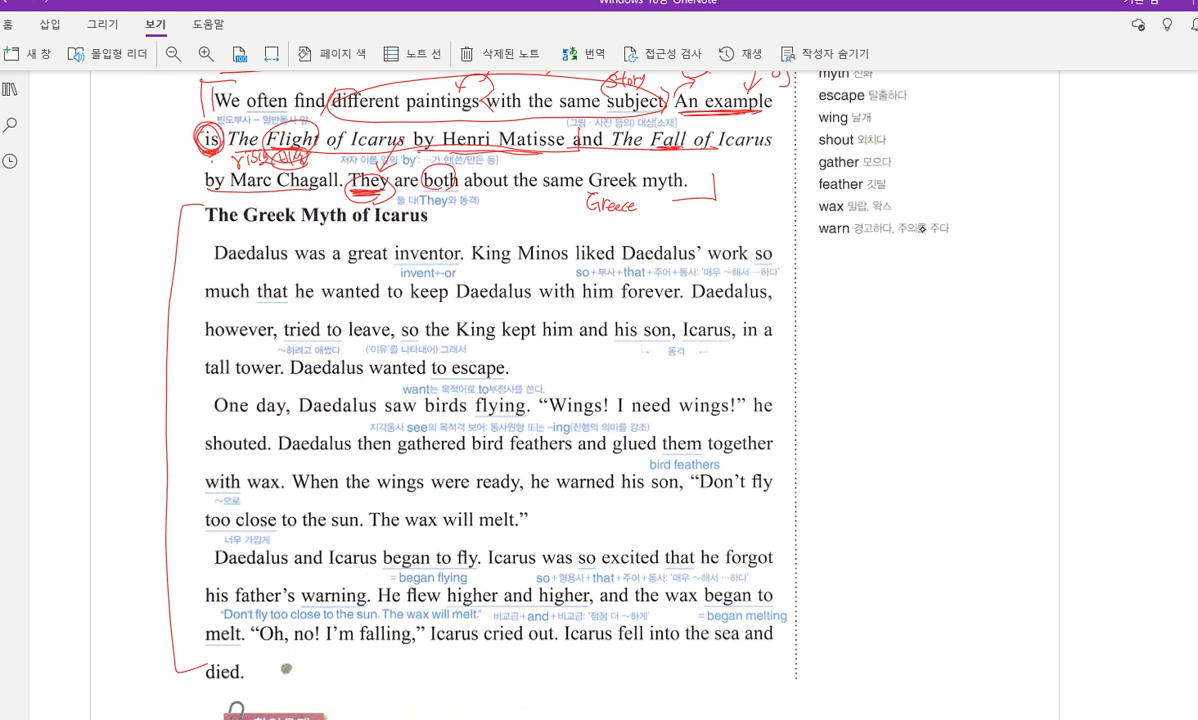 Windows 10용 OneNote
홈 삽입 그리기 보기 도움말
새 창 몰입형 리더 100 페이지 색 노트 선 삭제된 노트 번역 접근성 검사 재생 작성자 숨기기
story
myth 신화
We often find different paintings with the same subject. An example
escape 탈출하다
빈도부사 – 일반동사 앞 (그림 · 사진 등의) 대상[소재]
wing 날개
is The Flight of Icarus by Henri Matisse and The Fall of Icarus
shout 외치다
저자 이름 앞의 'by': …가 한[쓴/만든 등]
gather 모으다
by Marc Chagall. They are both about the same Greek myth.
feather 깃털
둘 다(They와 동격) Greece
wax 밀랍, 왁스
The Greek Myth of Icarus
warn 경고하다, 주의를 주다
Daedalus was a great inventor. King Minos liked Daedalus' work so
invent+-or so+부사+that+주어+동사: '매우 ~해서 …하다'
much that he wanted to keep Daedalus with him forever. Daedalus,
however, tried to leave, so the King kept him and his son, Icarus, in a
~하려고 애썼다 ('이유'를 나타내어) 그래서 동격
tall tower. Daedalus wanted to escape.
want는 목적어로 to부정사를 쓴다.
One day, Daedalus saw birds flying. “Wings! I need wings!” he
지각동사 see의 목적격 보어: 동사원형 또는 -ing(진행의 의미를 강조)
shouted. Daedalus then gathered bird feathers and glued them together
bird feathers
with wax. When the wings were ready, he warned his son, “Don't fly
~으로
too close to the sun. The wax will melt.”
너무 가깝게
Daedalus and Icarus began to fly. Icarus was so excited that he forgot
= began flying so+형용사+that+주어+동사: '매우 ~해서 …하다'
his father's warning. He flew higher and higher, and the wax began to
“Don't fly too close to the sun. The wax will melt.” 비교급+and+비교급: '점점 더 ~하게' = began melting
melt. “Oh, no! I'm falling,” Icarus cried out. Icarus fell into the sea and
died.